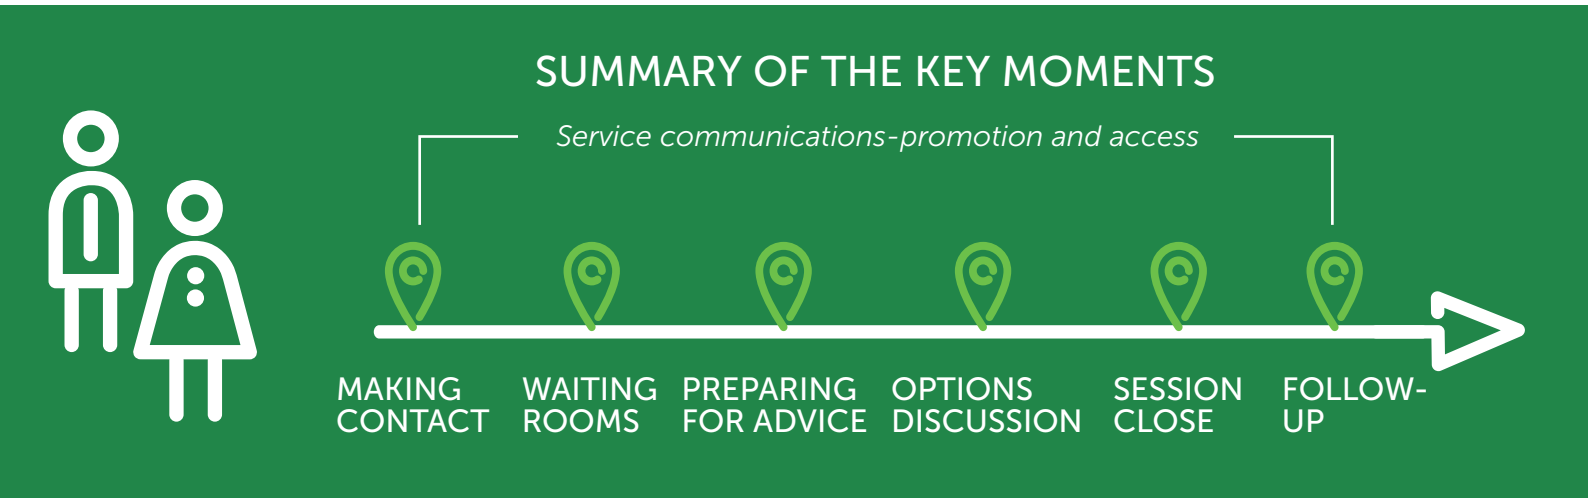 SUMMARY OF THE KEY MOMENTS
Service communications-promotion and access
MAKING
CONTACT
WAITING
ROOMS
PREPARING
FOR ADVICE
OPTIONS
DISCUSSION
SESSION
CLOSE
FOLLOW-
UP